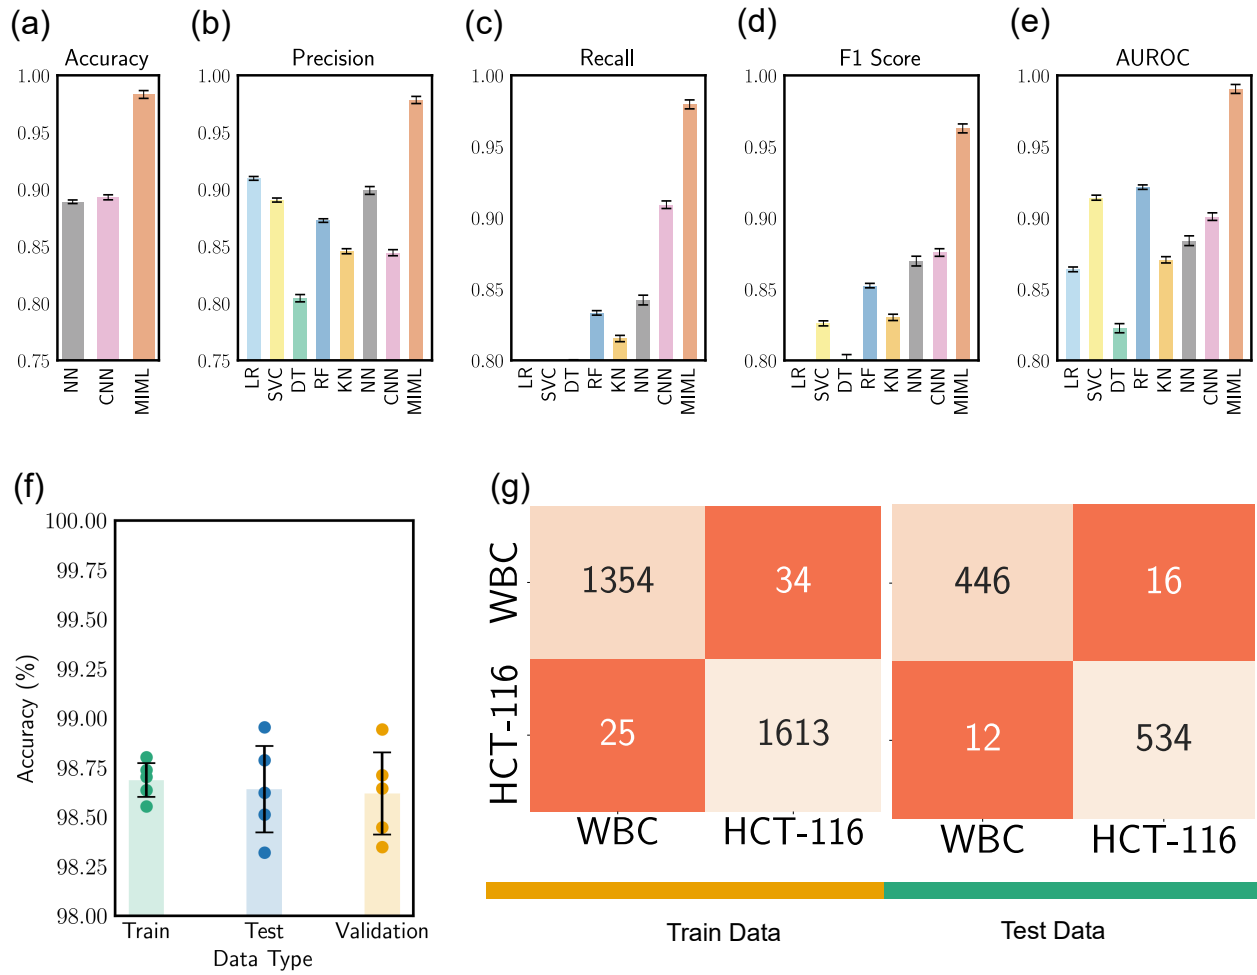 (a)
(b)
(c)
(d)
(e)
Accuracy
Precision
Recall
F1 Score
AUROC
1.00
0.95
0.90
0.85
0.80
0.75
NN
CNN
MIML
1.00
0.95
0.90
0.85
0.80
0.75
LR
SVC
DT
RF
KN
NN
CNN
MIML
1.00
0.95
0.90
0.85
0.80
LR
SVC
DT
RF
KN
NN
CNN
MIML
1.00
0.95
0.90
0.85
0.80
LR
SVC
DT
RF
KN
NN
CNN
MIML
1.00
0.95
0.90
0.85
0.80
LR
SVC
DT
RF
KN
NN
CNN
MIML
(f)
Accuracy (%)
100.00
99.75
99.50
99.25
99.00
98.75
98.50
98.25
98.00
Train Test Validation
Data Type
(g)
WBC
HCT-116
1354 34
25 1613
WBC HCT-116
446 16
12 534
WBC HCT-116
Train Data
Test Data